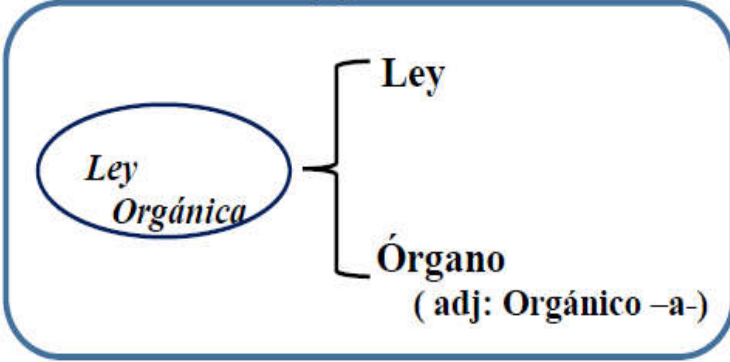 Ley
Ley
Orgánica
Órgano
( adj: Orgánico –a-)